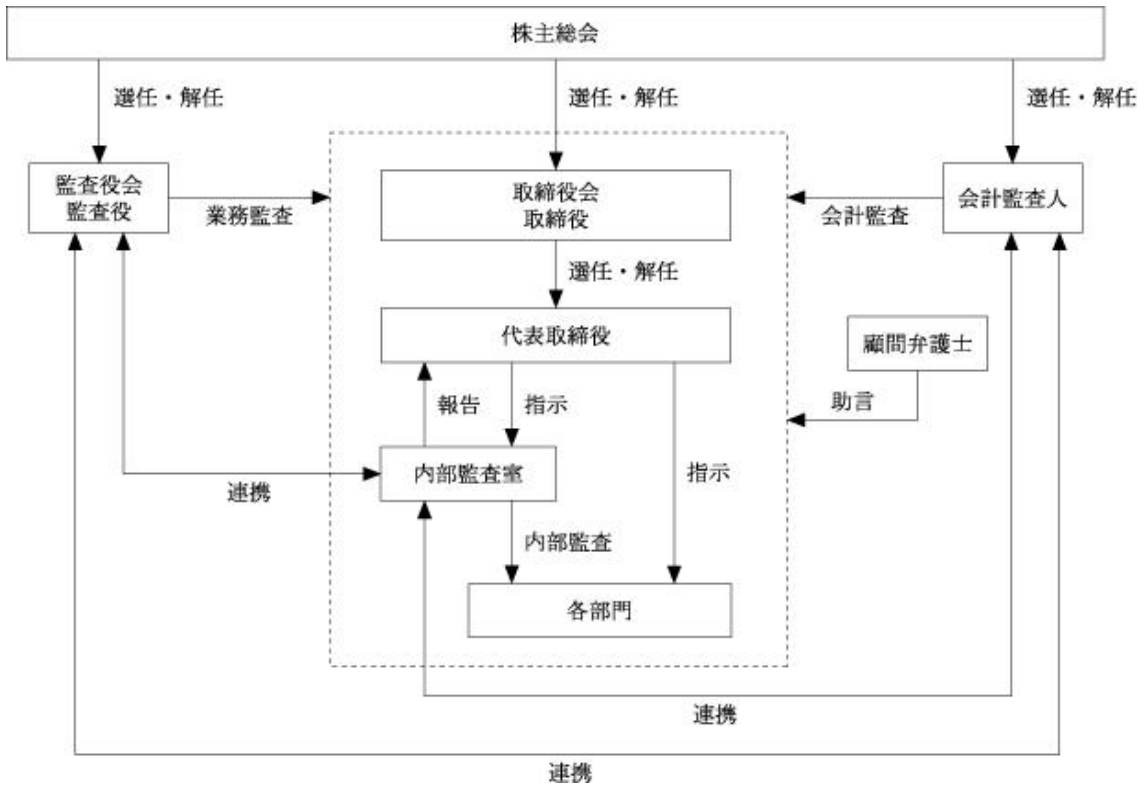 株主総会
選任・解任
選任・解任
選任・解任
監査役会
監査役
業務監査
取締役会
取締役
会計監査
会計監査人
選任・解任
代表取締役
顧問弁護士
報告
指示
助言
内部監査室
指示
連携
内部監査
各部門
連携
連携